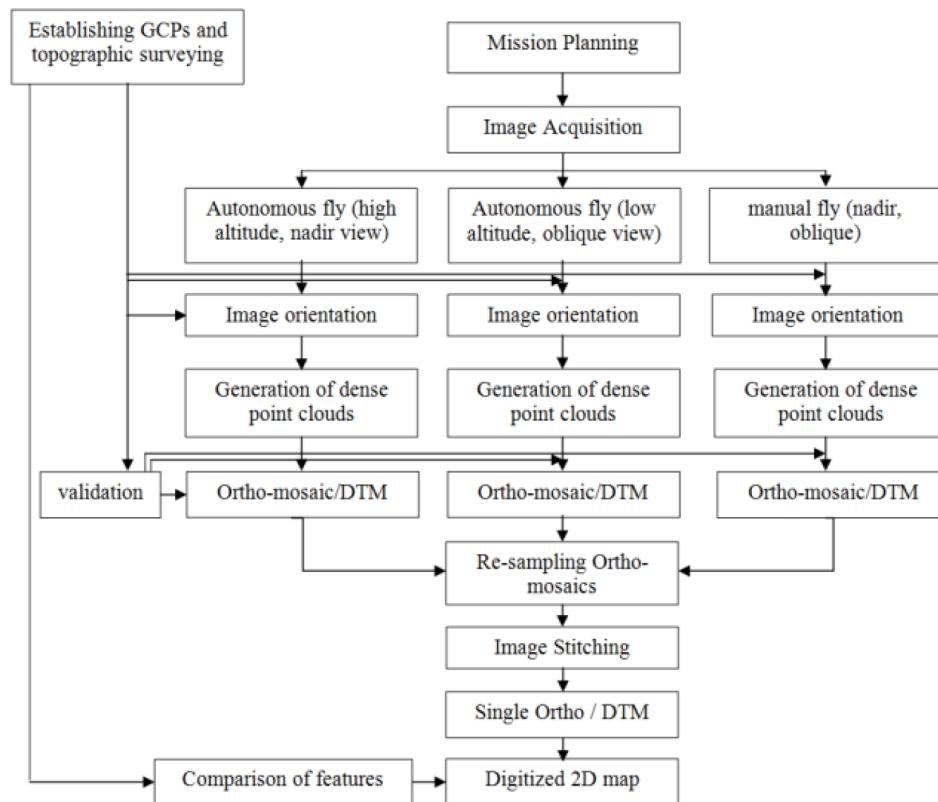 Establishing GCPs and
topographic surveying
Mission Planning
Image Acquisition
Autonomous fly (high
altitude, nadir view)
Autonomous fly (low
altitude, oblique view)
manual fly (nadir,
oblique)
Image orientation
Image orientation
Image orientation
Generation of dense
point clouds
Generation of dense
point clouds
Generation of dense
point clouds
validation
Ortho-mosaic/DTM
Ortho-mosaic/DTM
Ortho-mosaic/DTM
Re-sampling Ortho-
mosaics
Image Stitching
Single Ortho / DTM
Comparison of features
Digitized 2D map